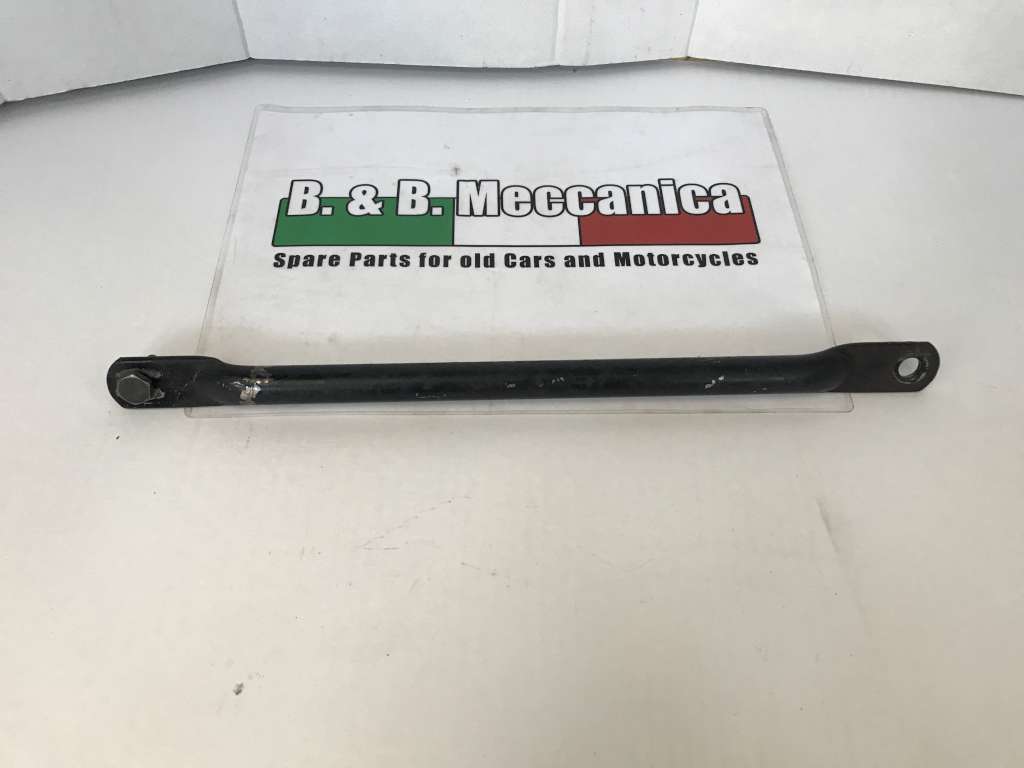 B. & B. Meccanica
Spare Parts for old Cars and Motorcycles